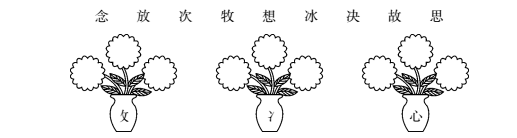 念 放 次 牧 想 冰 决 故 思
攵 冫 心